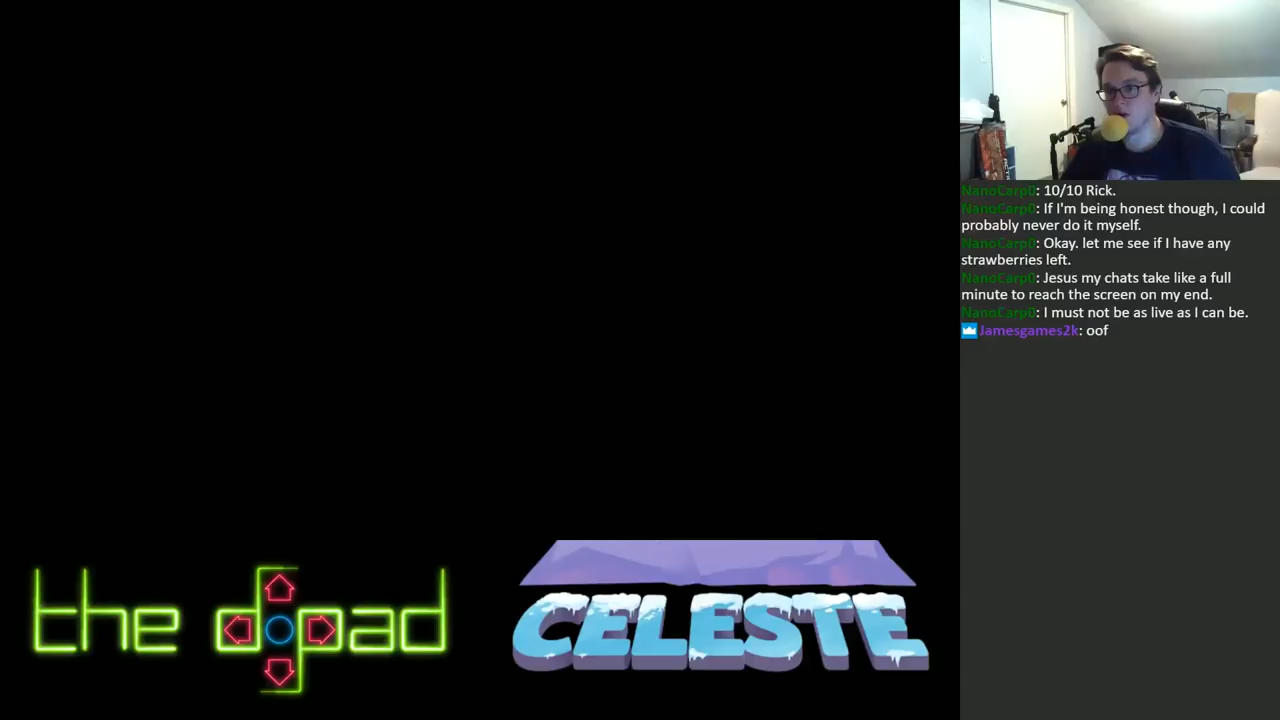 NanoCarp0: 10/10 Rick.
NanoCarp0: If I'm being honest though, I could
probably never do it myself.
NanoCarp0: Okay. let me see if I have any
strawberries left.
NanoCarp0: Jesus my chats take like a full
minute to reach the screen on my end.
NanoCarp0: I must not be as live as I can be.
Jamesgames2k: oof
the dpad
CELESTE